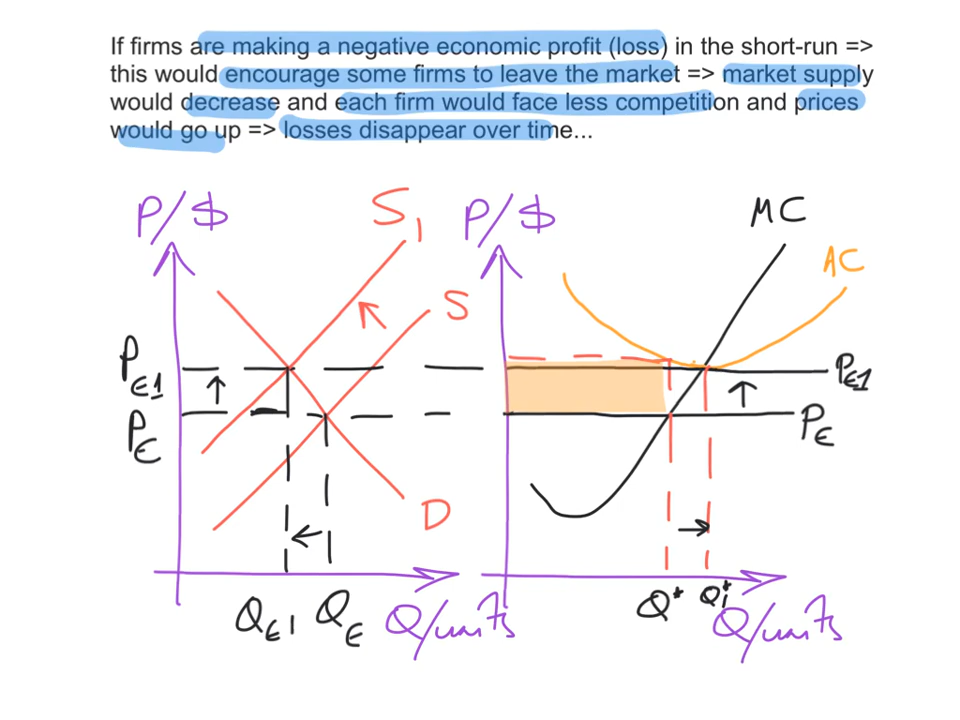 If firms are making a negative economic profit (loss) in the short-run =>
this would encourage some firms to leave the market => market supply
would decrease and each firm would face less competition and prices
would go up => losses disappear over time...
P/$
S1
P/$
MC
AC
S
PE1
PE1
PE
PE
D
QE1
QE
Q/units
Q*
Q1*
Q/units